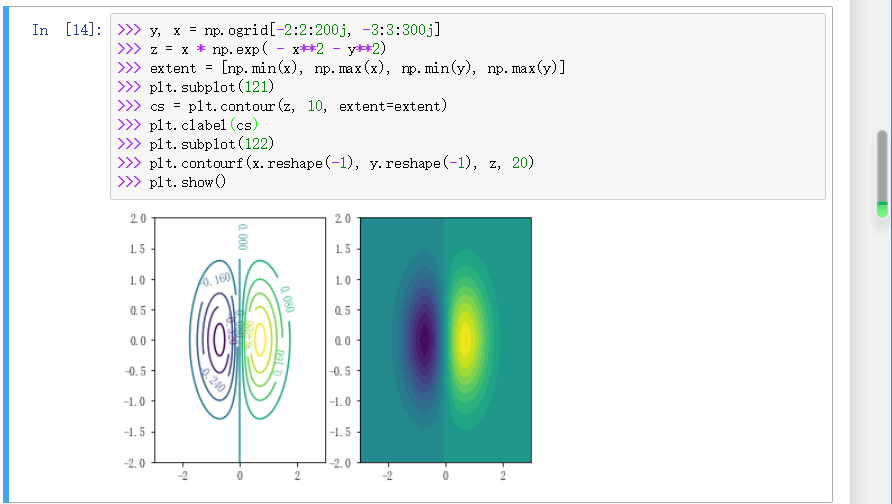 In [14]: >>> y, x = np.ogrid[-2:2:200j, -3:3:300j]
>>> z = x * np.exp( - x**2 - y**2)
>>> extent = [np.min(x), np.max(x), np.min(y), np.max(y)]
>>> plt.subplot(121)
>>> cs = plt.contour(z, 10, extent=extent)
>>> plt.clabel(cs)
>>> plt.subplot(122)
>>> plt.contourf(x.reshape(-1), y.reshape(-1), z, 20)
>>> plt.show()
2.0
1.5
1.0
0.5
0.0
-0.5
-1.0
-1.5
-2.0
-2 0 2
0.000
-0.160
0.080
0.160
-0.240
2.0
1.5
1.0
0.5
0.0
-0.5
-1.0
-1.5
-2.0
-2 0 2